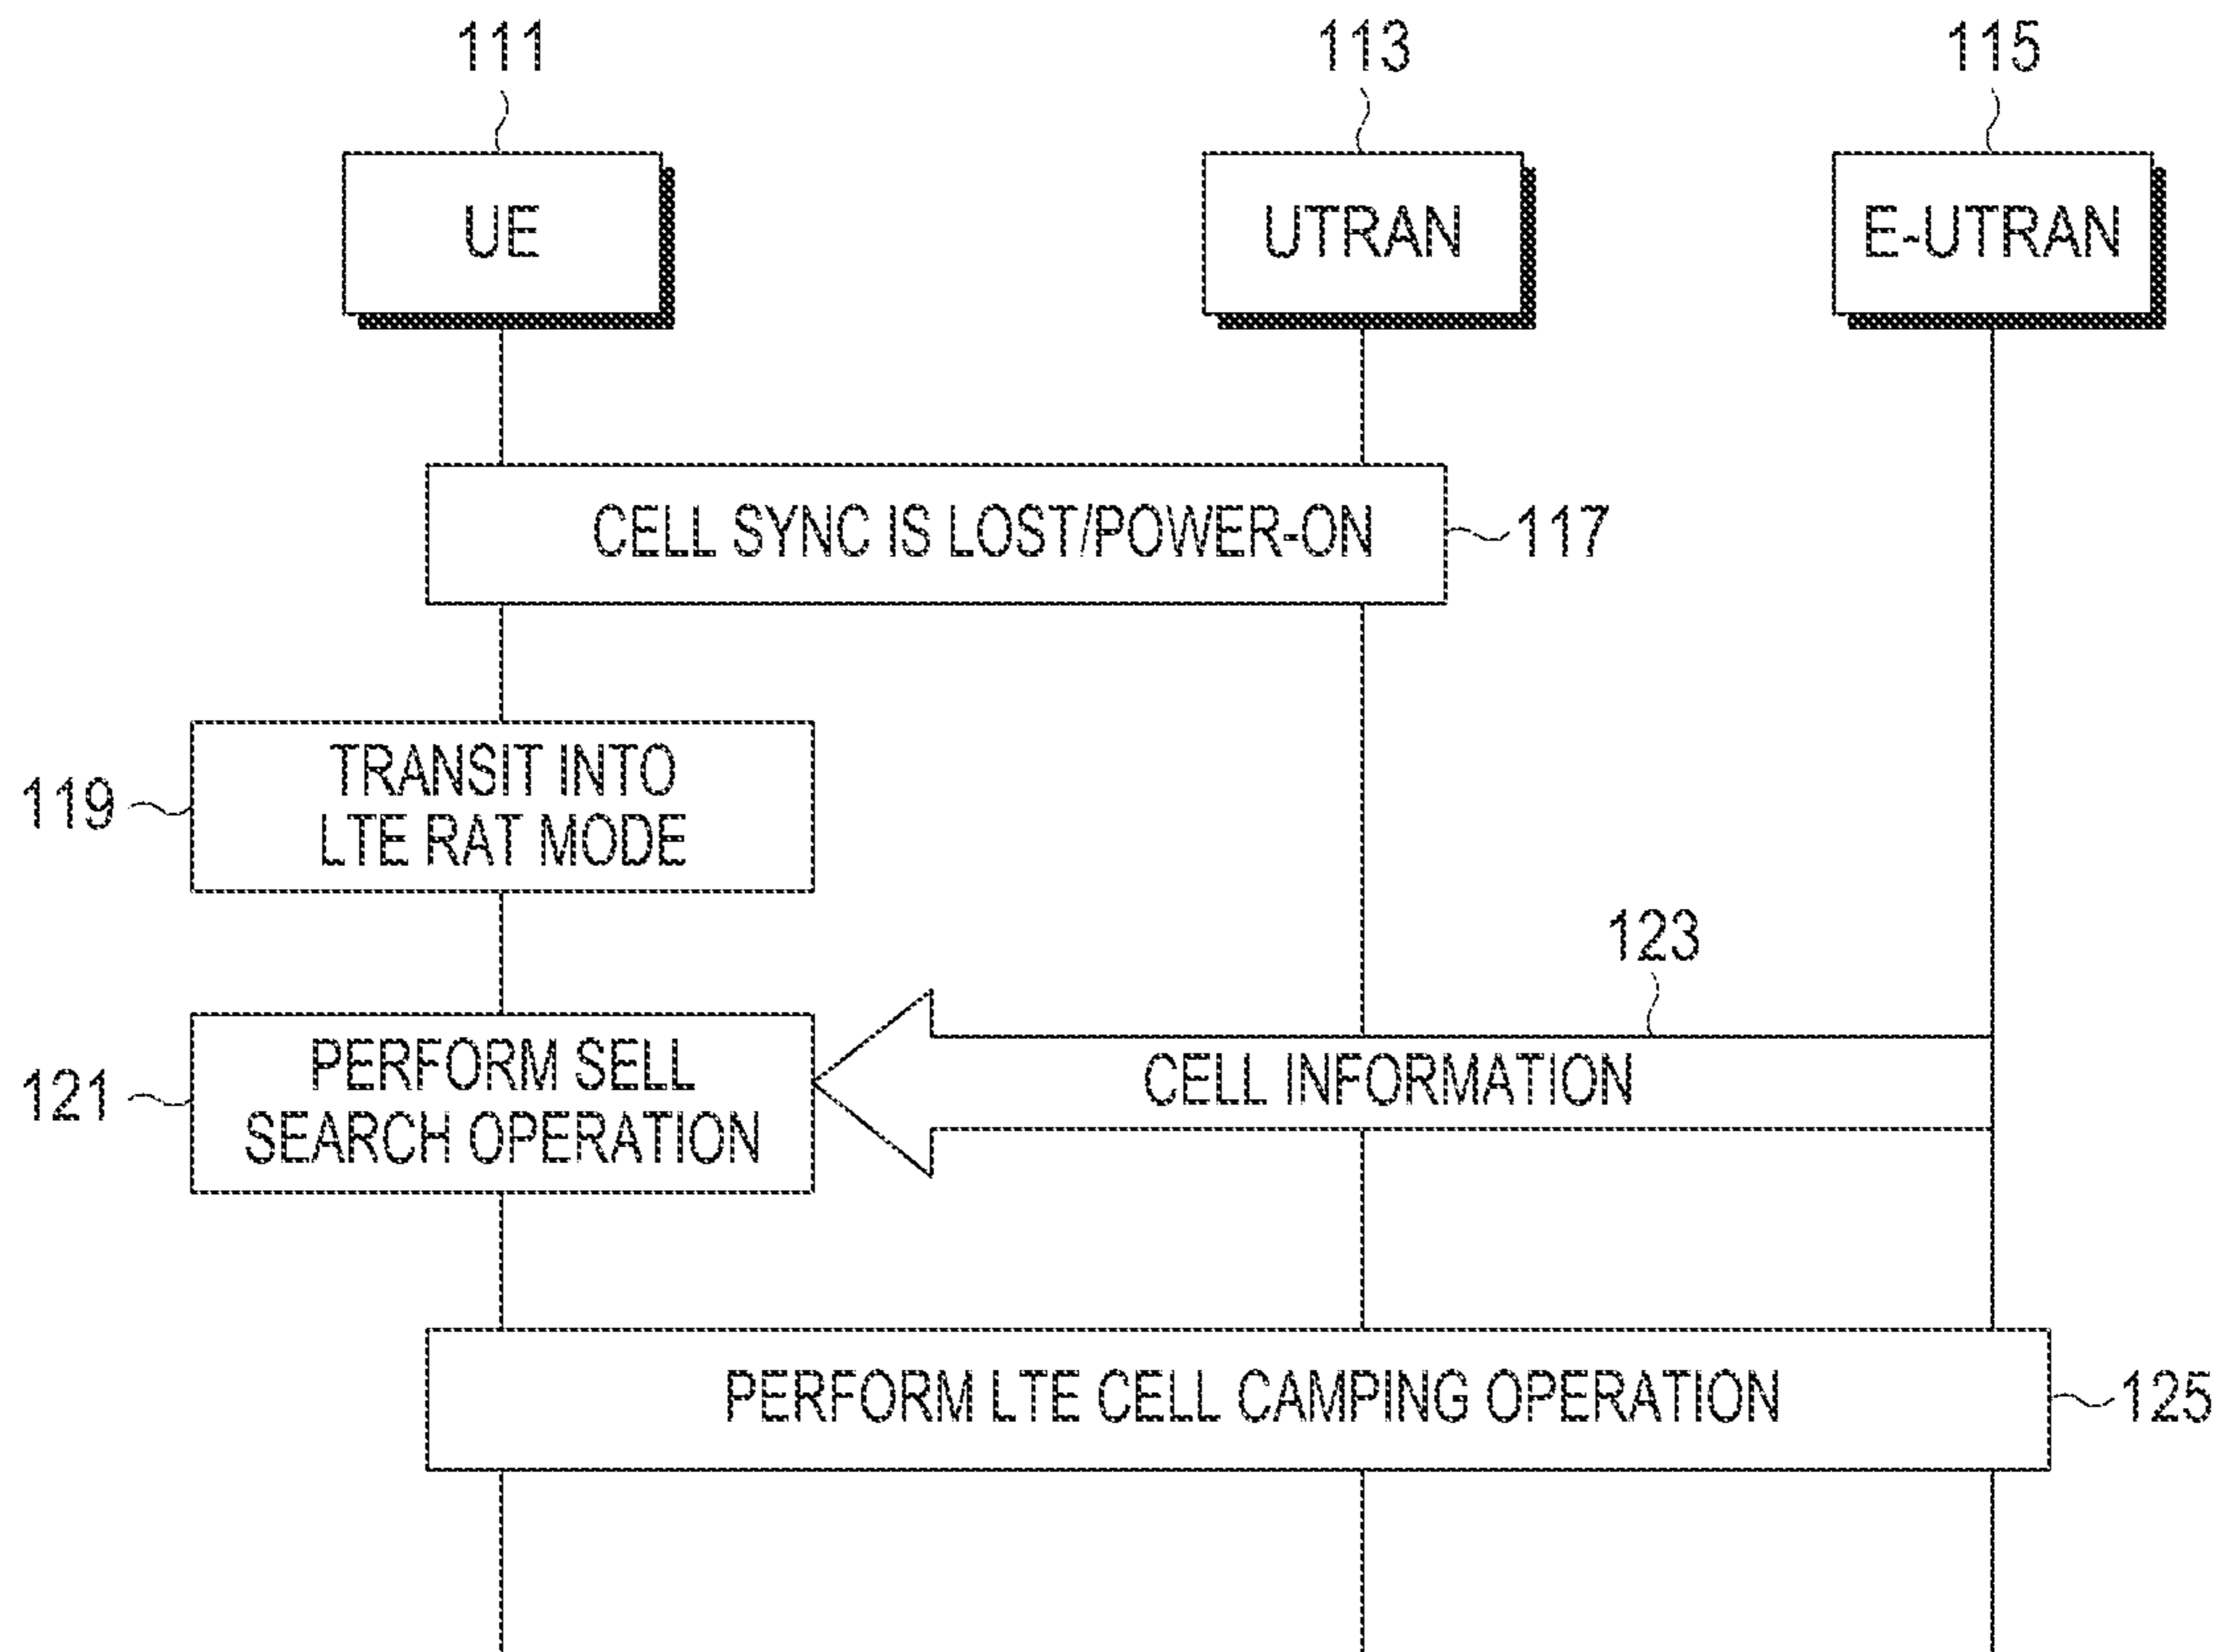 111
113
115
UE
UTRAN
E-UTRAN
CELL SYNC IS LOST/POWER-ON
117
TRANSIT INTO
LTE RAT MODE
119
123
PERFORM SELL
SEARCH OPERATION
121
CELL INFORMATION
PERFORM LTE CELL CAMPING OPERATION
125